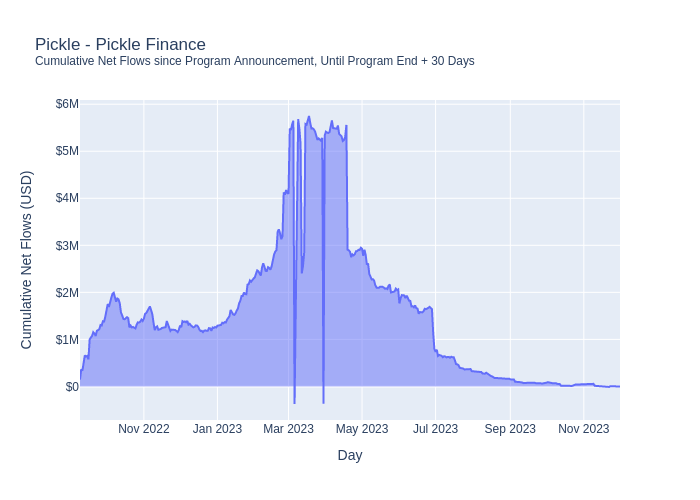 Pickle - Pickle Finance
Cumulative Net Flows since Program Announcement, Until Program End + 30 Days
Cumulative Net Flows (USD)
$6M
$5M
$4M
$3M
$2M
$1M
$0
Nov 2022 Jan 2023 Mar 2023 May 2023 Jul 2023 Sep 2023 Nov 2023
Day